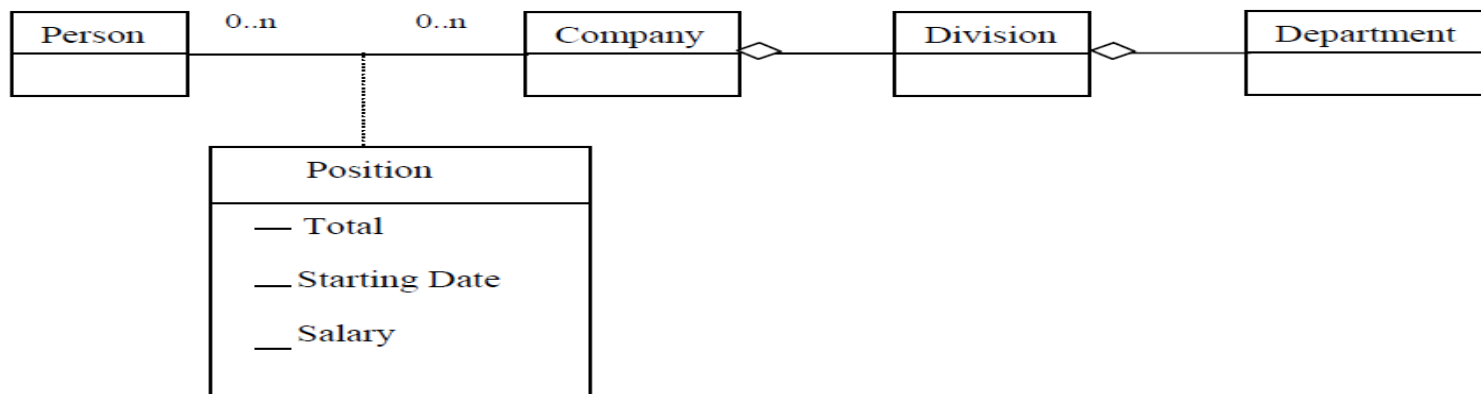 0..n 0..n
Person Company Division Department
Position
Total
Starting Date
Salary